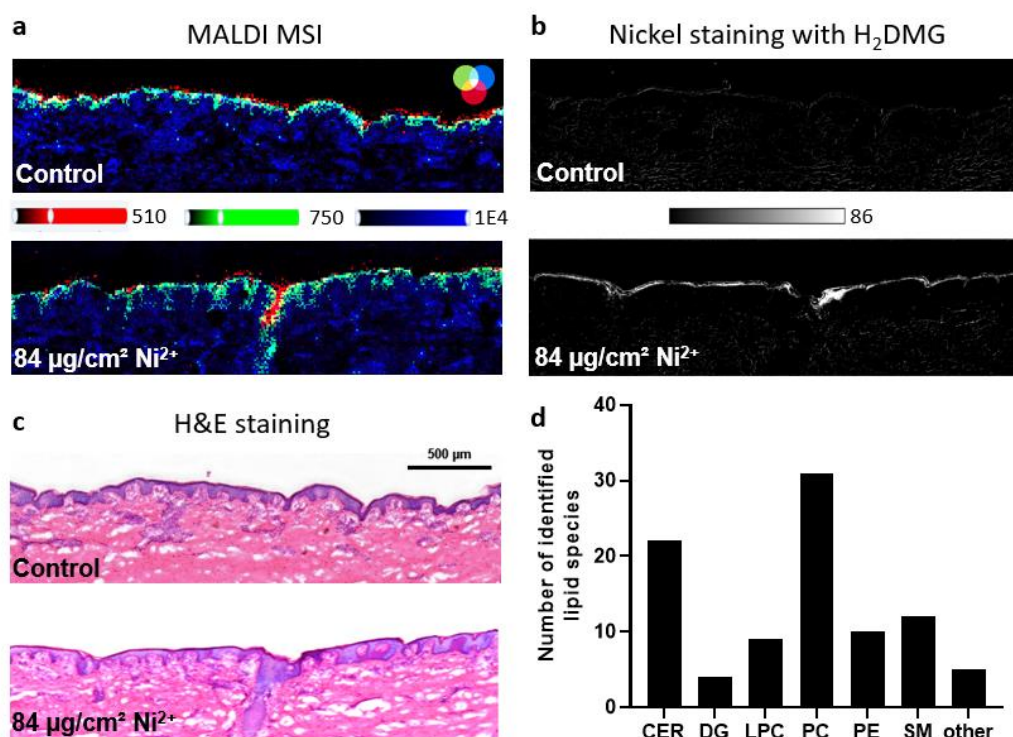 a
MALDI MSI
Control
510
750
1E4
84 µg/cm² Ni²⁺
b
Nickel staining with H₂DMG
Control
86
84 µg/cm² Ni²⁺
c
H&E staining
500 µm
Control
84 µg/cm² Ni²⁺
d
Number of identified
lipid species
40
30
20
10
0
CER DG LPC PC PE SM other